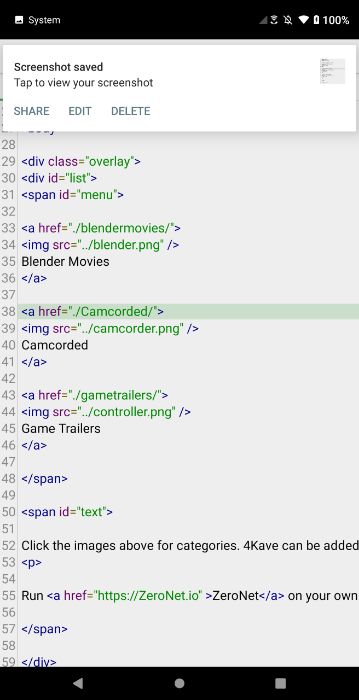 System
100%
Screenshot saved
Tap to view your screenshot
SHARE EDIT DELETE
28
29 <div class="overlay">
30 <div id="list">
31 <span id="menu">
32
33 <a href="./blendermovies/">
34 <img src="../blender.png" />
35 Blender Movies
36 </a>
37
38 <a href="./Camcorded/">
39 <img src="../camcorder.png" />
40 Camcorded
41 </a>
42
43 <a href="./gametrailers/">
44 <img src="../controller.png" />
45 Game Trailers
46 </a>
47
48 </span>
49
50 <span id="text">
51
52 Click the images above for categories. 4Kave can be added
53 <p>
54
55 Run <a href="https://ZeroNet.io" >ZeroNet</a> on your own
56
57 </span>
58
59 </div>